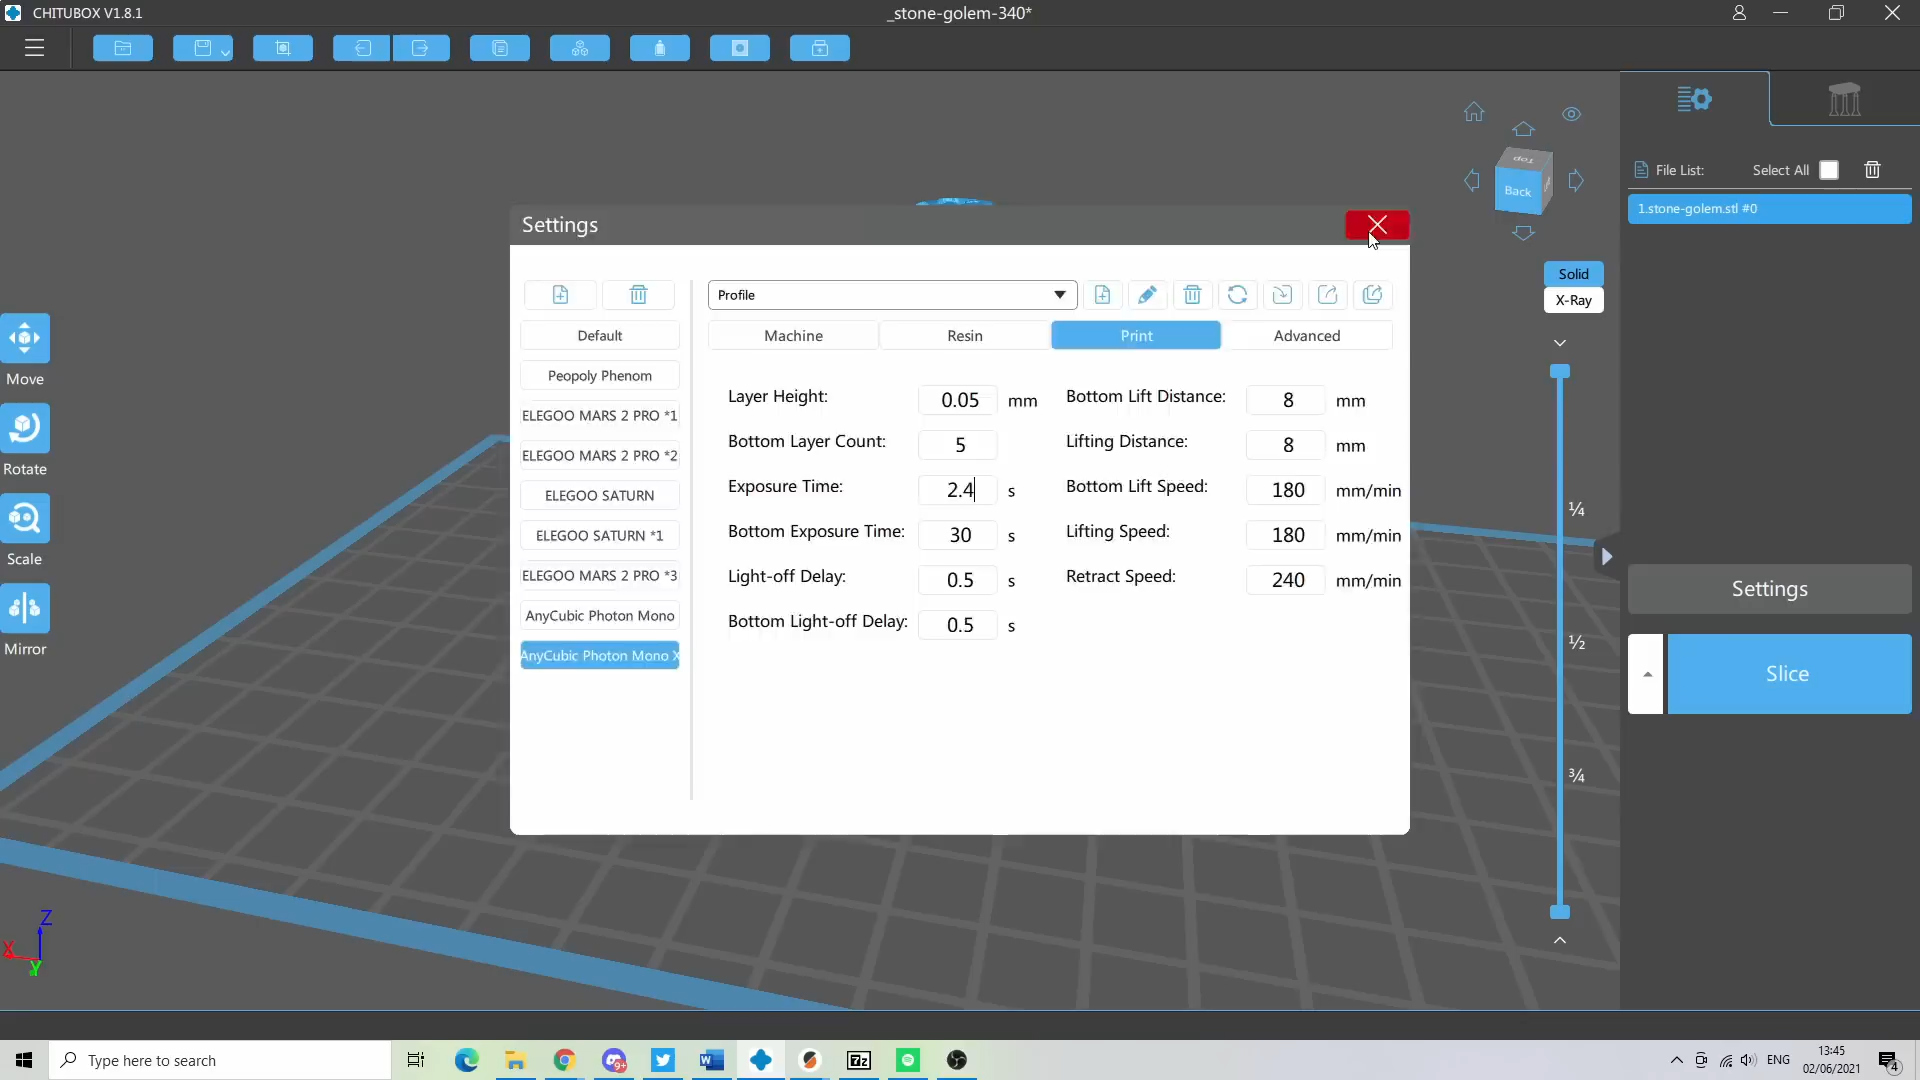 CHITUBOX V1.8.1
_stone-golem-340*
File List:
Select All
1.stone-golem.stl #0
Top
Back
Solid
X-Ray
Move
Rotate
Scale
Mirror
Settings
Default
Peopoly Phenom
ELEGOO MARS 2 PRO *1
ELEGOO MARS 2 PRO *2
ELEGOO SATURN
ELEGOO SATURN *1
ELEGOO MARS 2 PRO *3
AnyCubic Photon Mono
AnyCubic Photon Mono X
Profile
Machine
Resin
Print
Advanced
Layer Height: 0.05 mm
Bottom Layer Count: 5
Exposure Time: 2.4 s
Bottom Exposure Time: 30 s
Light-off Delay: 0.5 s
Bottom Light-off Delay: 0.5 s
Bottom Lift Distance: 8 mm
Lifting Distance: 8 mm
Bottom Lift Speed: 180 mm/min
Lifting Speed: 180 mm/min
Retract Speed: 240 mm/min
¼
½
¾
Settings
Slice
Z
X
Y
Type here to search
9+
W
7z
ENG
13:45
02/06/2021
4